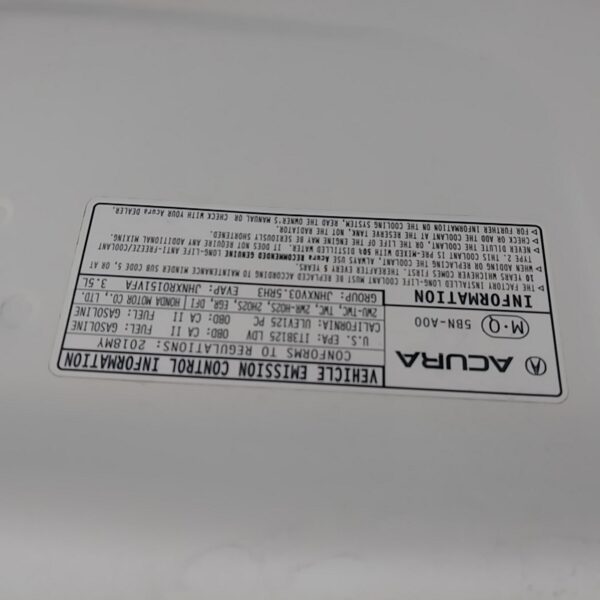 ACURA
5BN-A00
M·Q
VEHICLE EMISSION CONTROL INFORMATION
CONFORMS TO REGULATIONS: 2018MY
U.S. EPA: T3B125 LDV OBD: CA II FUEL: GASOLINE
CALIFORNIA: ULEV125 PC OBD: CA II FUEL: GASOLINE
2WU-TWC, TWC, 2WR-HO2S, 2HO2S, EGR, DFI HONDA MOTOR CO., LTD.
GROUP: JHNXV03.5RH3 EVAP: JHNXR0151VFA 3.5L
INFORMATION
▷ FACTORY INSTALLED LONG-LIFE COOLANT MUST BE REPLACED ACCORDING TO MAINTENANCE MINDER SUB CODE 5, OR AT
10 YEARS WHICHEVER COMES FIRST. THEREAFTER EVERY 5 YEARS.
▷ WHEN ADDING OR REPLACING THE COOLANT, ALWAYS USE Acura RECOMMENDED GENUINE LONG-LIFE ANTI-FREEZE/COOLANT
TYPE 2. THIS COOLANT IS PRE-MIXED WITH 50% DISTILLED WATER. IT DOES NOT REQUIRE ANY ADDITIONAL MIXING.
▷ NEVER DILUTE COOLANT, OR THE LIFE OF THE ENGINE MAY BE SERIOUSLY SHORTENED.
▷ CHECK OR ADD COOLANT AT THE RESERVE TANK, NOT THE RADIATOR.
▷ FOR FURTHER INFORMATION ON THE COOLING SYSTEM, READ THE OWNER'S MANUAL OR CHECK WITH YOUR Acura DEALER.